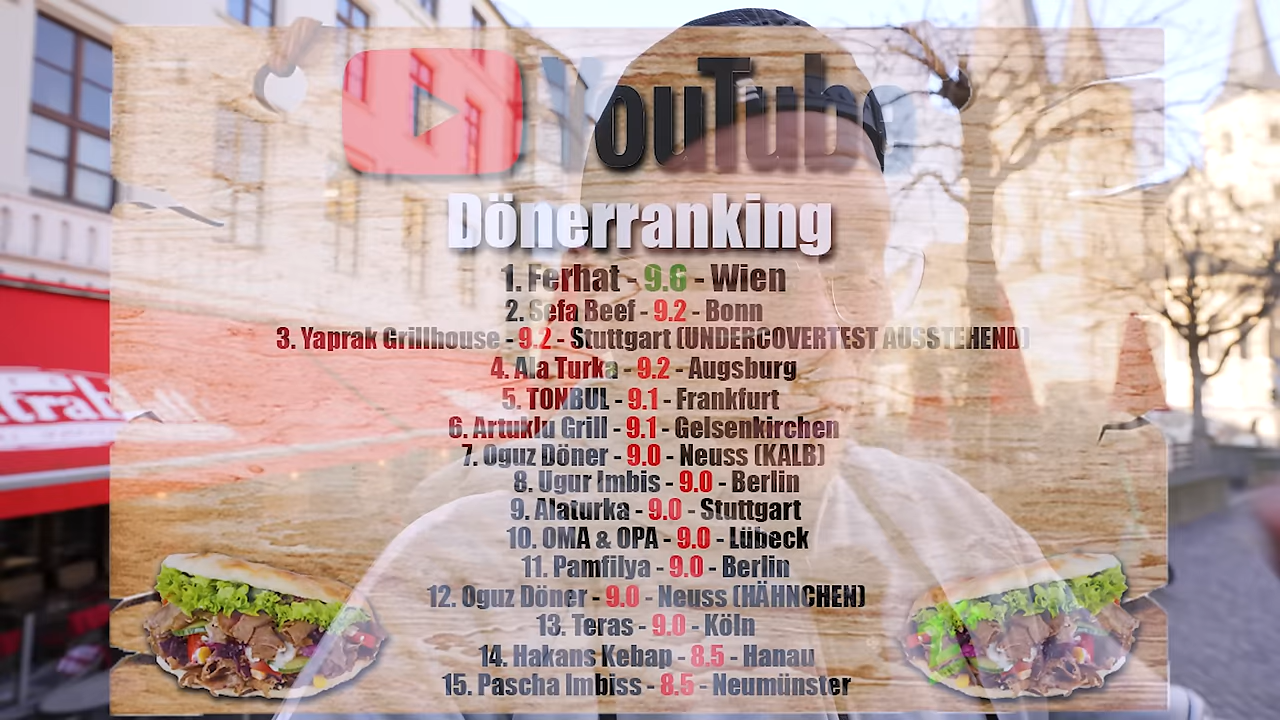 YouTube
Dönerranking
1. Ferhat - 9.6 - Wien
2. Sefa Beef - 9.2 - Bonn
3. Yaprak Grillhouse - 9.2 - Stuttgart (UNDERCOVERTEST AUSSTEHEND)
4. Ala Turka - 9.2 - Augsburg
5. TONBUL - 9.1 - Frankfurt
6. Artuklu Grill - 9.1 - Gelsenkirchen
7. Oguz Döner - 9.0 - Neuss (KALB)
8. Ugur Imbis - 9.0 - Berlin
9. Alaturka - 9.0 - Stuttgart
10. OMA & OPA - 9.0 - Lübeck
11. Pamfilya - 9.0 - Berlin
12. Oguz Döner - 9.0 - Neuss (HÄHNCHEN)
13. Teras - 9.0 - Köln
14. Hakans Kebap - 8.5 - Hanau
15. Pascha Imbiss - 8.5 - Neumünster